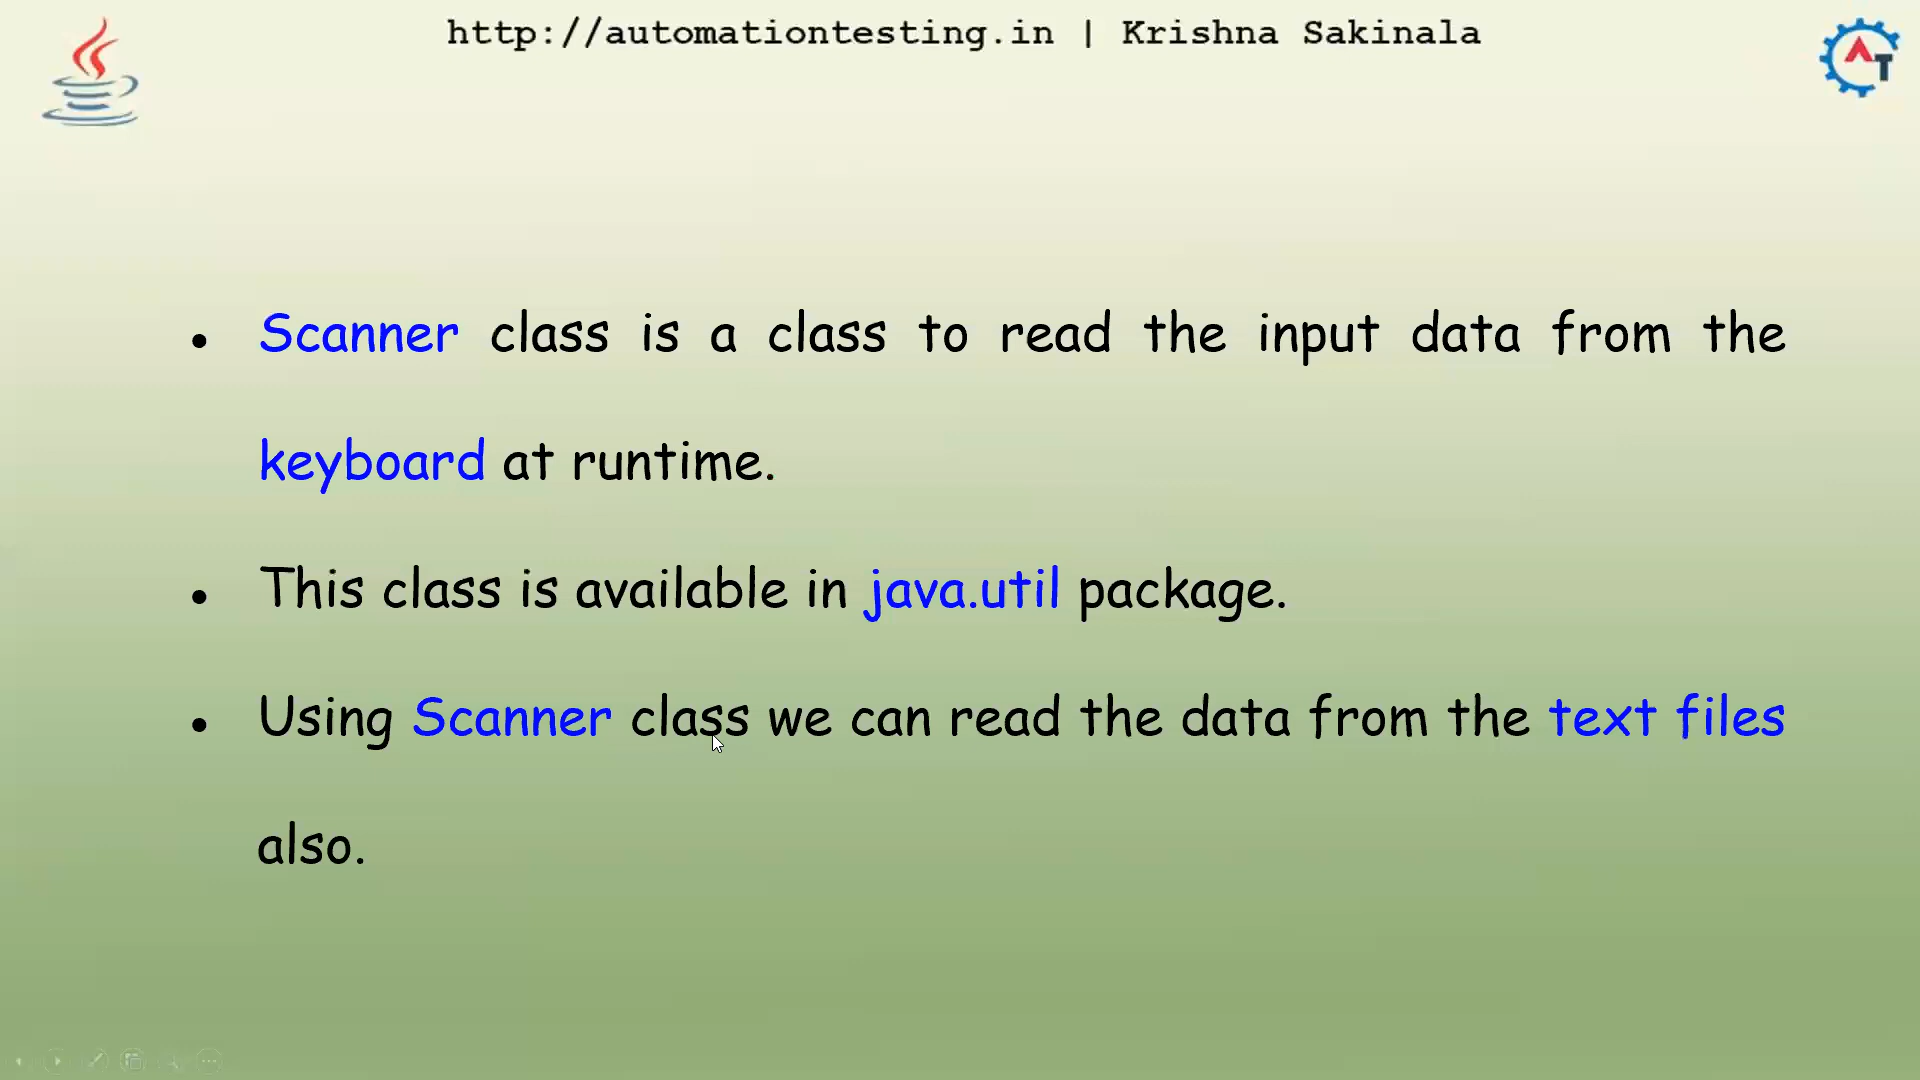 http://automationtesting.in | Krishna Sakinala
AT
• Scanner class is a class to read the input data from the
keyboard at runtime.
• This class is available in java.util package.
• Using Scanner class we can read the data from the text files
also.